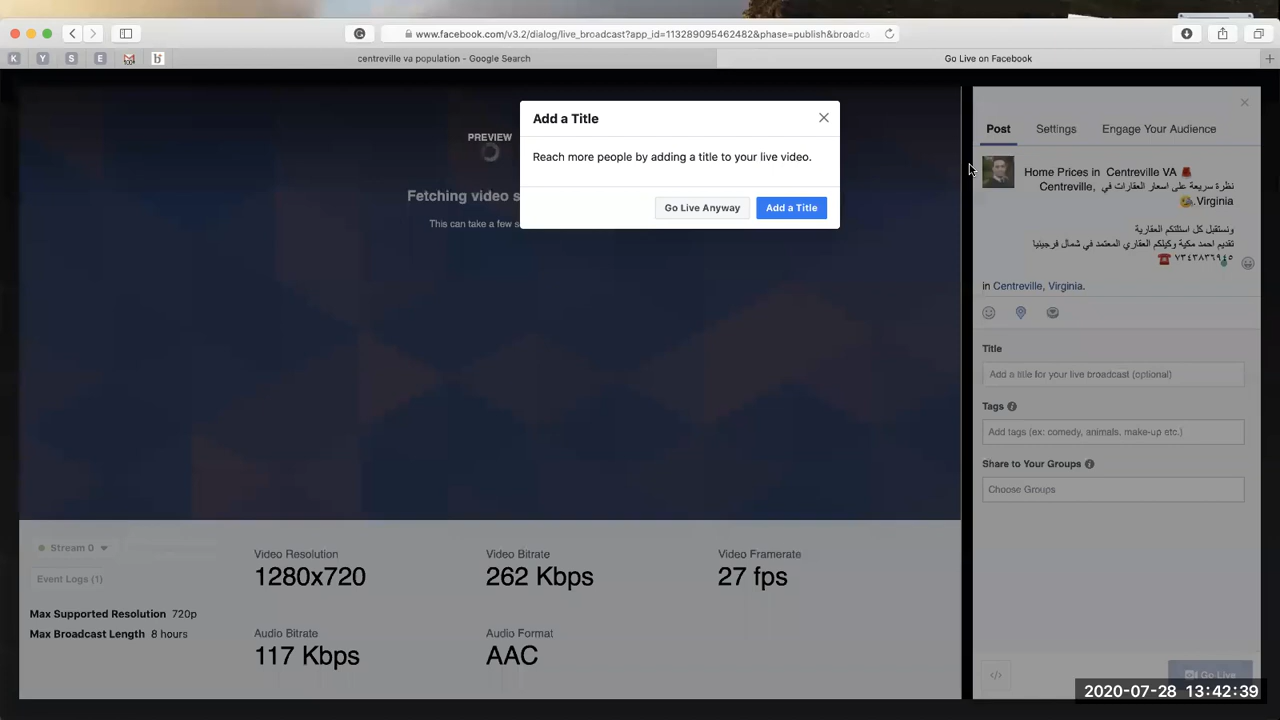 www.facebook.com/v3.2/dialog/live_broadcast?app_id=113289095462482&phase=publish&broadca
K Y S E
centreville va population - Google Search
Go Live on Facebook
PREVIEW
Fetching video s
This can take a few s
Add a Title
Reach more people by adding a title to your live video.
Go Live Anyway
Add a Title
Post
Settings
Engage Your Audience
Home Prices in Centreville VA
نظرة سريعة على اسعار العقارات في Centreville,
Virginia.
ونستقبل كل اسئلتكم العقارية
تقديم احمد مكية وكيلكم العقاري المعتمد في شمال فرجينيا
in Centreville, Virginia.
Title
Add a title for your live broadcast (optional)
Tags
Add tags (ex: comedy, animals, make-up etc.)
Share to Your Groups
Choose Groups
Stream 0
Event Logs (1)
Max Supported Resolution 720p
Max Broadcast Length 8 hours
Video Resolution
1280x720
Video Bitrate
262 Kbps
Video Framerate
27 fps
Audio Bitrate
117 Kbps
Audio Format
AAC
</>
Go Live
2020-07-28 13:42:39